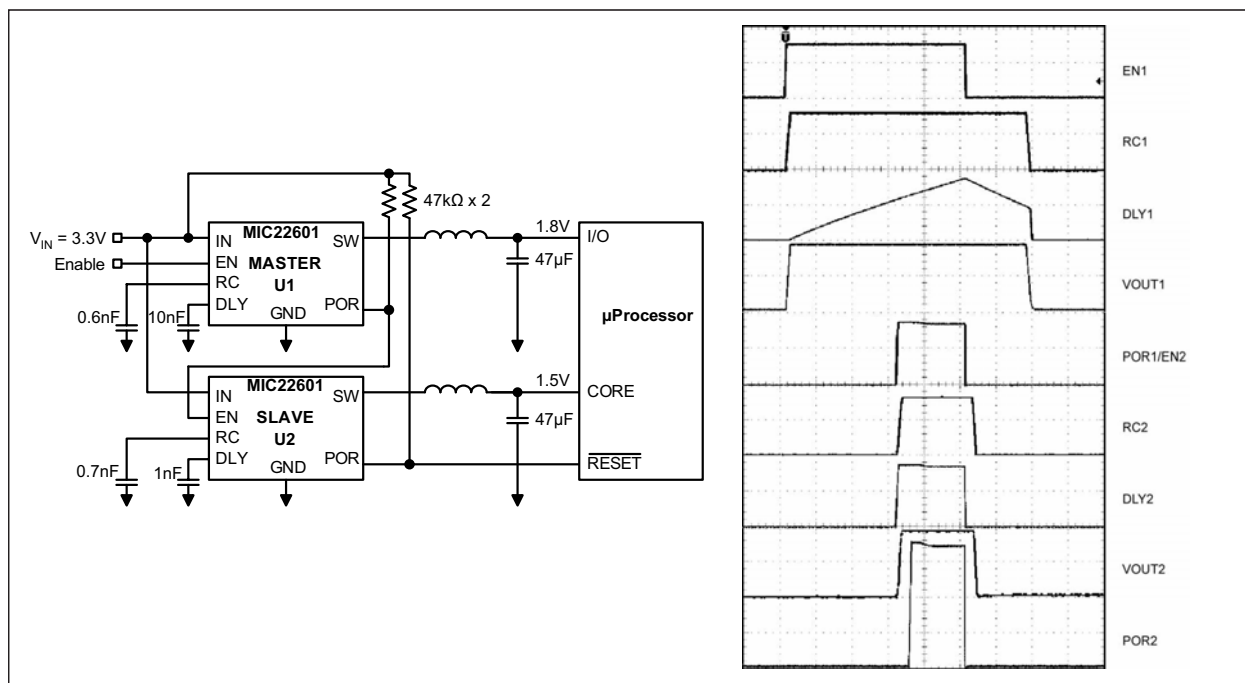 47kΩ x 2
V_IN = 3.3V
Enable
IN
EN
RC
DLY
MIC22601
MASTER
U1
GND
SW
POR
0.6nF
10nF
1.8V
47µF
I/O
µProcessor
CORE
RESET
IN
EN
RC
DLY
MIC22601
SLAVE
U2
GND
SW
POR
0.7nF
1nF
1.5V
47µF
EN1
RC1
DLY1
VOUT1
POR1/EN2
RC2
DLY2
VOUT2
POR2